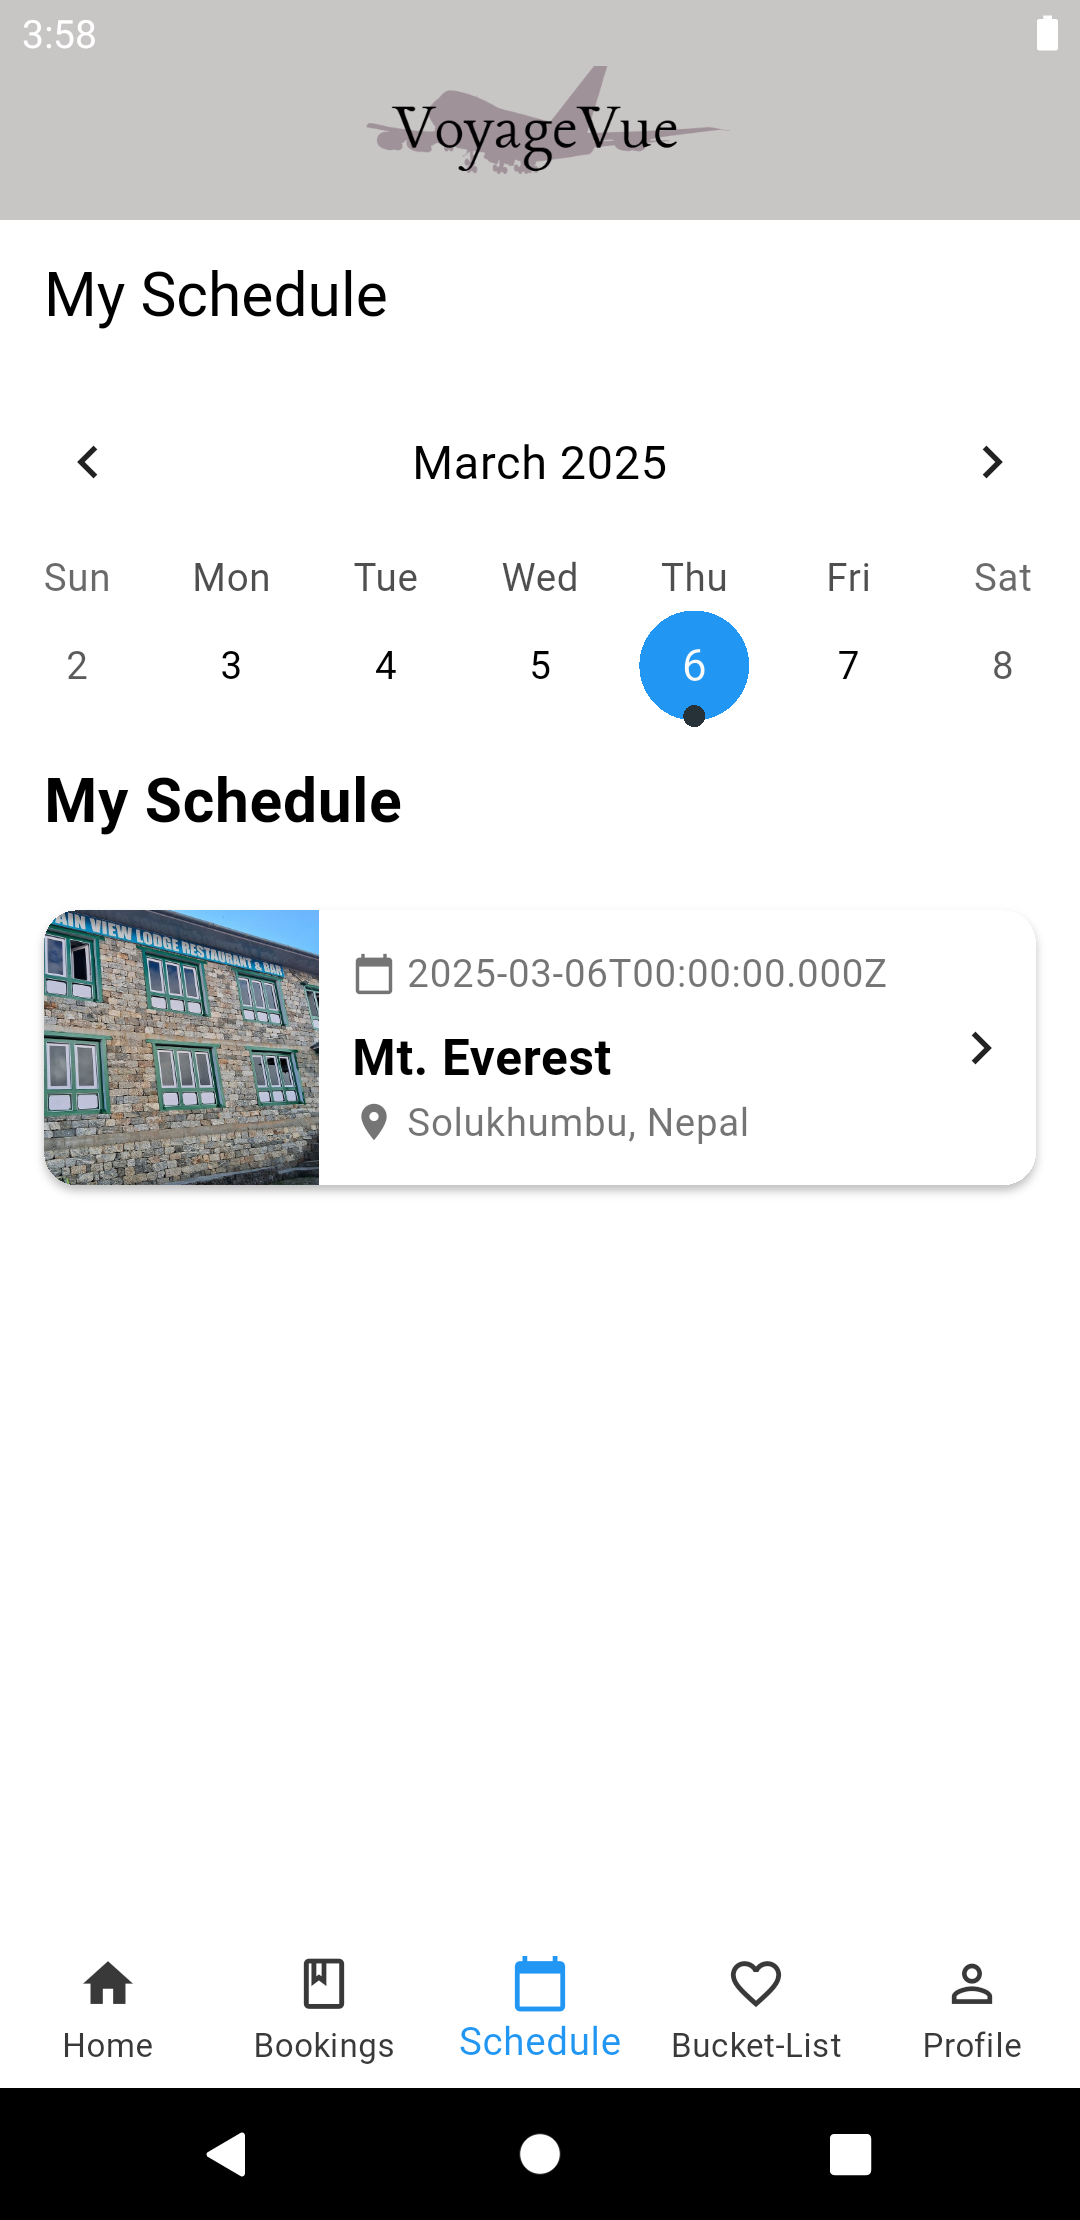 3:58
VoyageVue
My Schedule
March 2025
Sun Mon Tue Wed Thu Fri Sat
2 3 4 5 6 7 8
My Schedule
AIN VIEW LODGE RESTAURANT & BAR
2025-03-06T00:00:00.000Z
Mt. Everest
Solukhumbu, Nepal
Home Bookings Schedule Bucket-List Profile